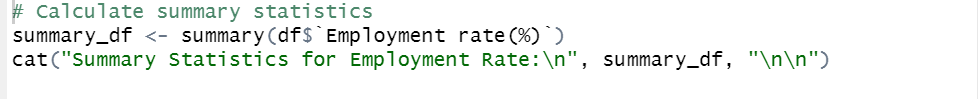 # Calculate summary statistics
summary_df <- summary(df$`Employment rate(%)`)
cat("Summary Statistics for Employment Rate:\n", summary_df, "\n\n")